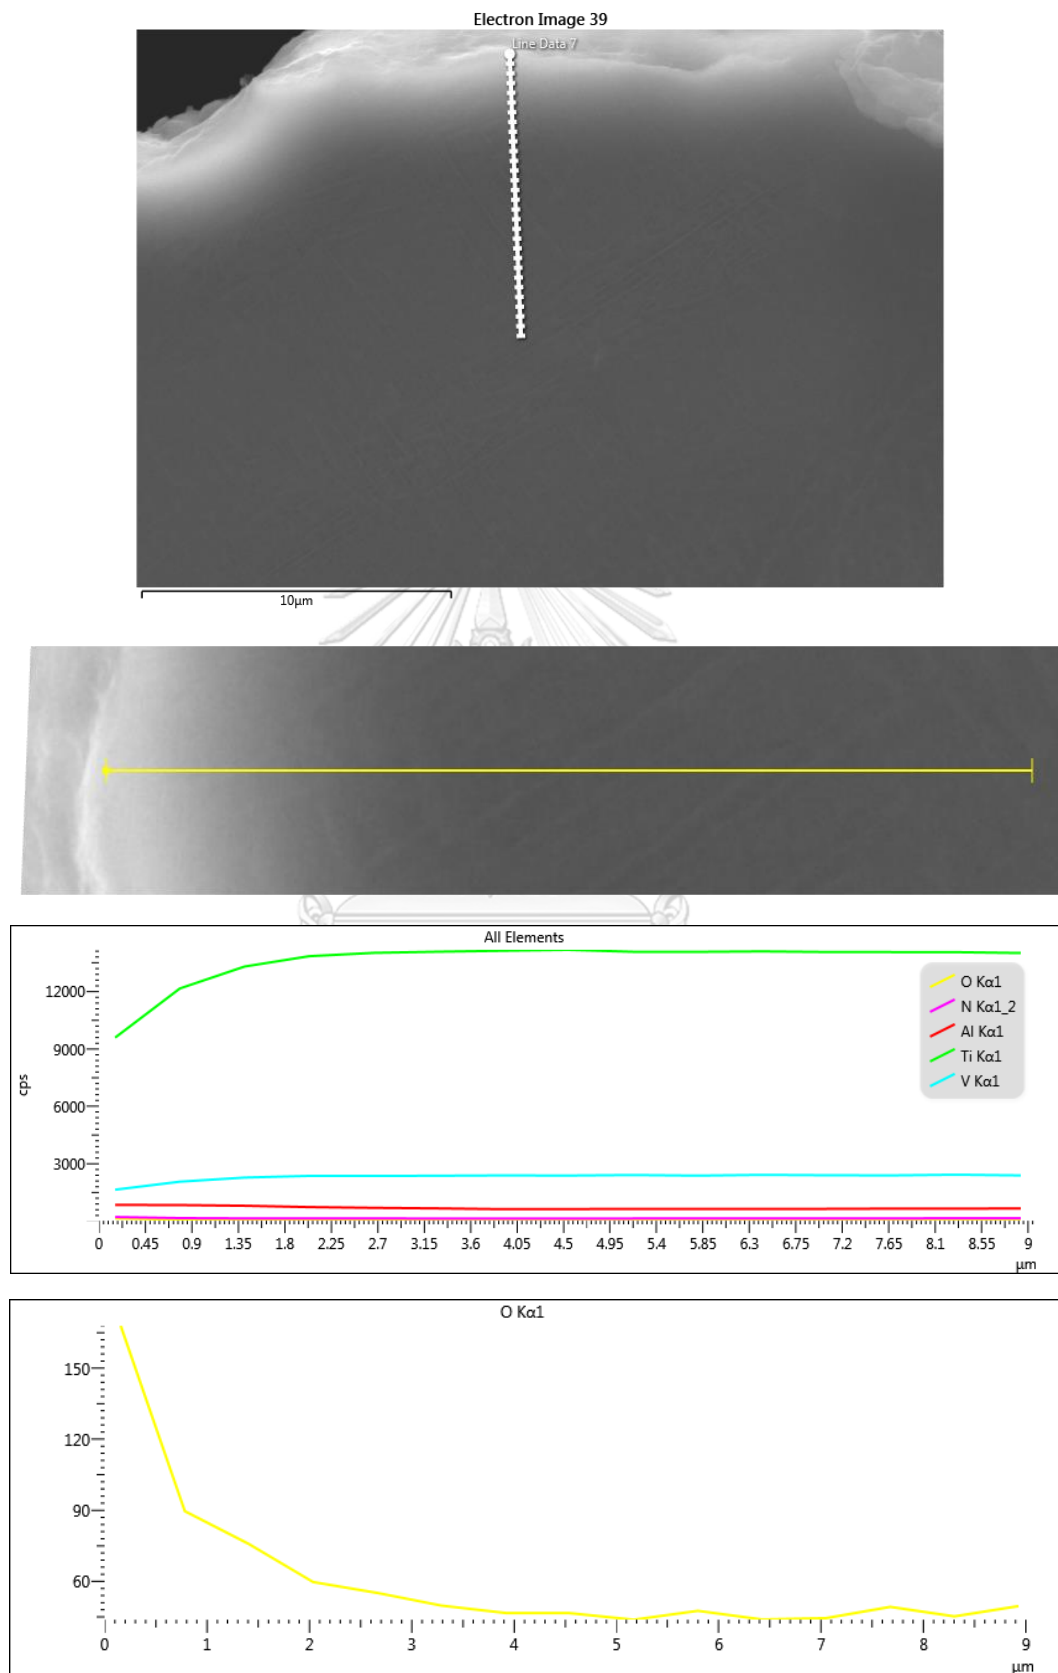 Electron Image 39
Line Data 7
10µm
All Elements
12000
9000
6000
3000
cps
O Kα1
N Kα1_2
Al Kα1
Ti Kα1
V Kα1
0 0.45 0.9 1.35 1.8 2.25 2.7 3.15 3.6 4.05 4.5 4.95 5.4 5.85 6.3 6.75 7.2 7.65 8.1 8.55 9
µm
O Kα1
150
120
90
60
0 1 2 3 4 5 6 7 8 9
µm